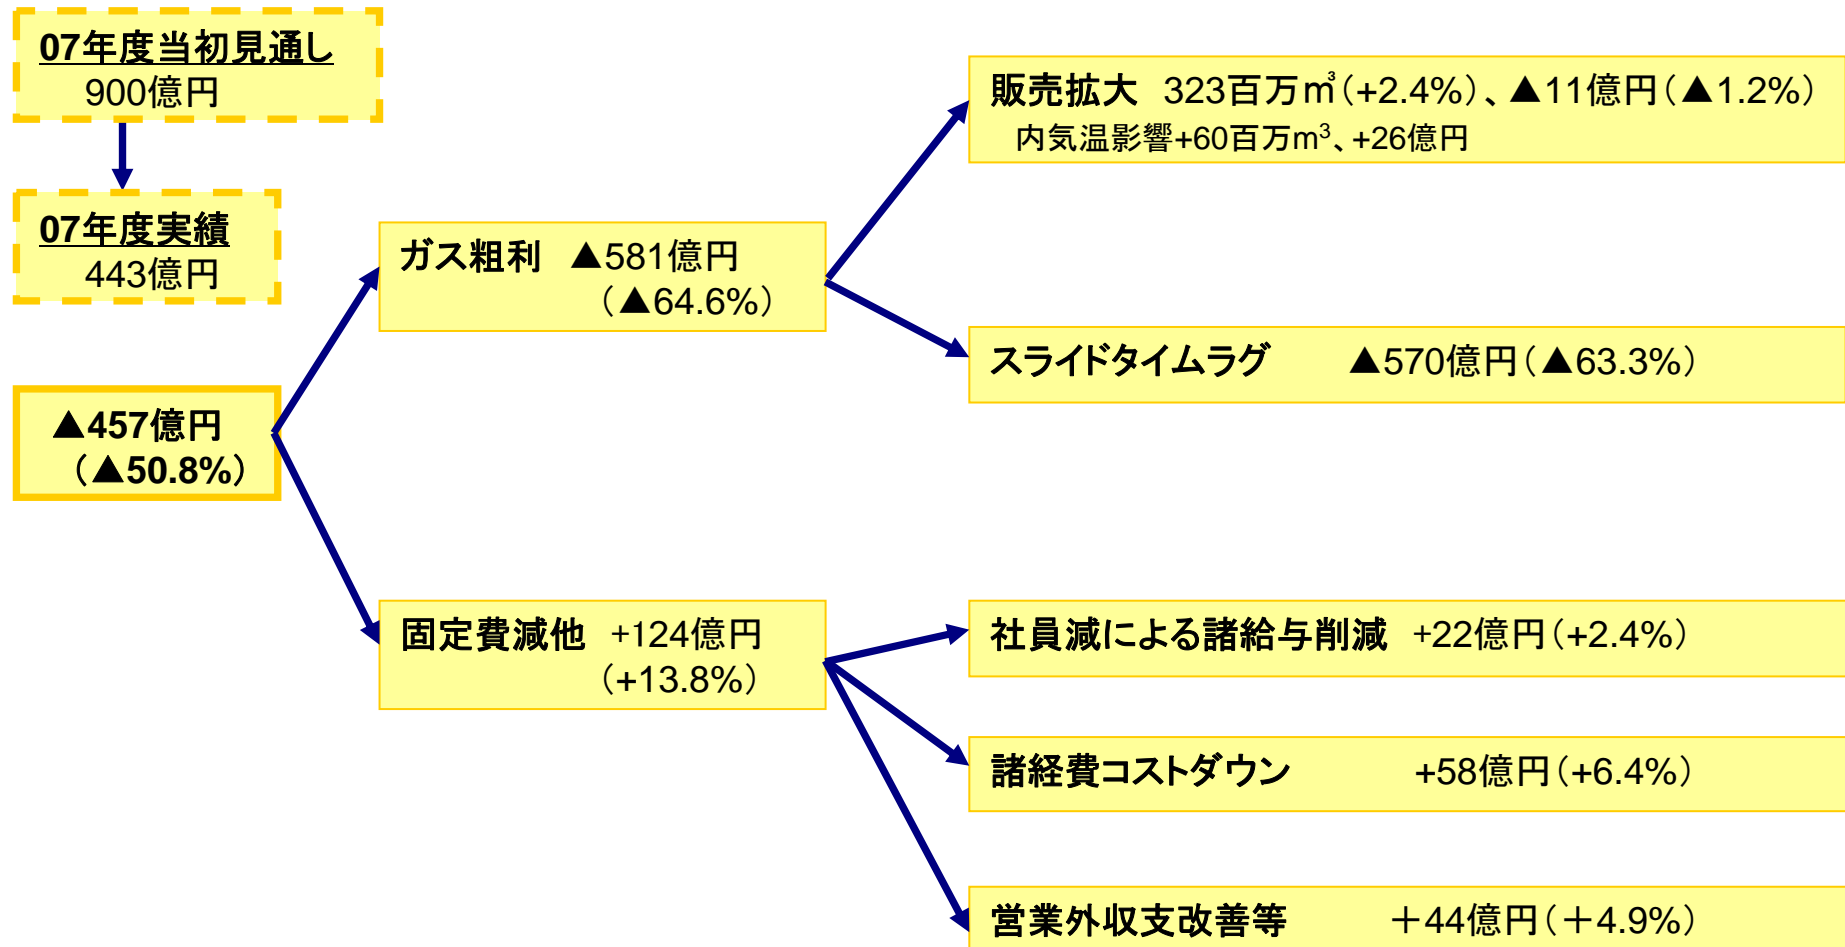 07年度当初見通し
900億円
07年度実績
443億円
▲457億円
（▲50.8%）
ガス粗利　▲581億円
（▲64.6%）
固定費減他　+124億円
（+13.8%）
販売拡大　323百万㎥（+2.4%）、▲11億円（▲1.2%）
内気温影響+60百万m³、+26億円
スライドタイムラグ　　▲570億円（▲63.3%）
社員減による諸給与削減　+22億円（+2.4%）
諸経費コストダウン　　　+58億円（+6.4%）
営業外収支改善等　　　＋44億円（＋4.9%）